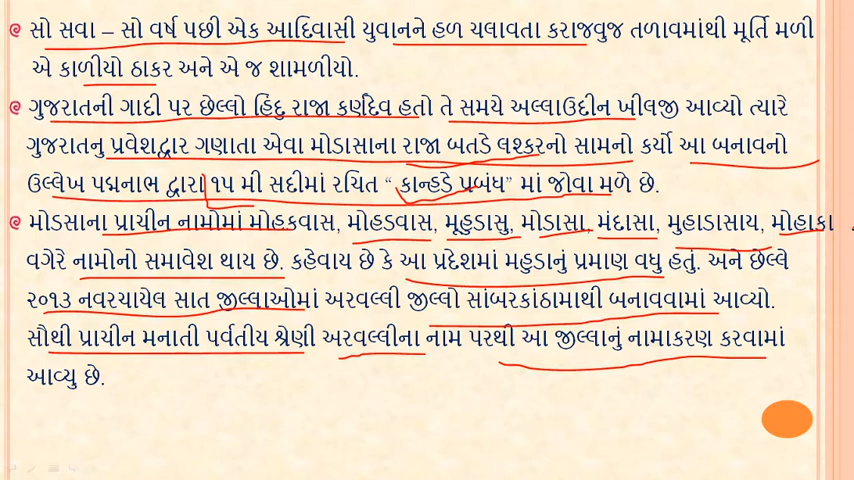 સો સવા – સો વર્ષ પછી એક આદિવાસી યુવાનને હળ ચલાવતા કરાજવુજ તળાવમાંથી મૂર્તિ મળી
એ કાળીયો ઠાકર અને એ જ શામળીયો.
ગુજરાતની ગાદી પર છેલ્લો હિંદુ રાજા કર્ણદેવ હતો તે સમયે અલ્લાઉદીન ખીલજી આવ્યો ત્યારે
ગુજરાતનુ પ્રવેશદ્વાર ગણાતા એવા મોડાસાના રાજા બતડે લશ્કરનો સામનો કર્યો આ બનાવનો
ઉલ્લેખ પદ્મનાભ દ્વારા ૧૫ મી સદીમાં રચિત “ કાન્હડે પ્રબંધ” માં જોવા મળે છે.
મોડસાના પ્રાચીન નામોમાં મોહકવાસ, મોહડવાસ, મૂહુડાસુ, મોડાસા, મંદાસા, મુહાડાસાય, મોહાકા
વગેરે નામોનો સમાવેશ થાય છે. કહેવાય છે કે આ પ્રદેશમાં મહુડાનું પ્રમાણ વધુ હતું. અને છેલ્લે
૨૦૧૩ નવરચાયેલ સાત જીલ્લાઓમાં અરવલ્લી જીલ્લો સાંબરકાંઠામાથી બનાવવામાં આવ્યો.
સૌથી પ્રાચીન મનાતી પર્વતીય શ્રેણી અરવલ્લીના નામ પરથી આ જીલ્લાનું નામાકરણ કરવામાં
આવ્યુ છે.